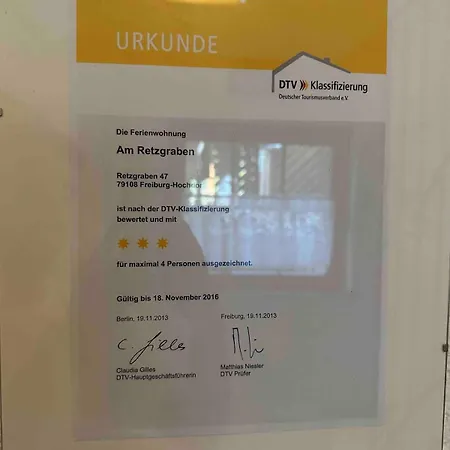 URKUNDE
DTV Klassifizierung
Deutscher Tourismusverband e.V.
Die Ferienwohnung
Am Retzgraben
Retzgraben 47
79108 Freiburg-Hochdorf
ist nach der DTV-Klassifizierung
bewertet und mit
für maximal 4 Personen ausgezeichnet.
Gültig bis 18. November 2016
Berlin, 19.11.2013
Freiburg, 19.11.2013
C. Gilles
Claudia Gilles
DTV-Hauptgeschäftsführerin
Matthias Niesler
DTV Prüfer